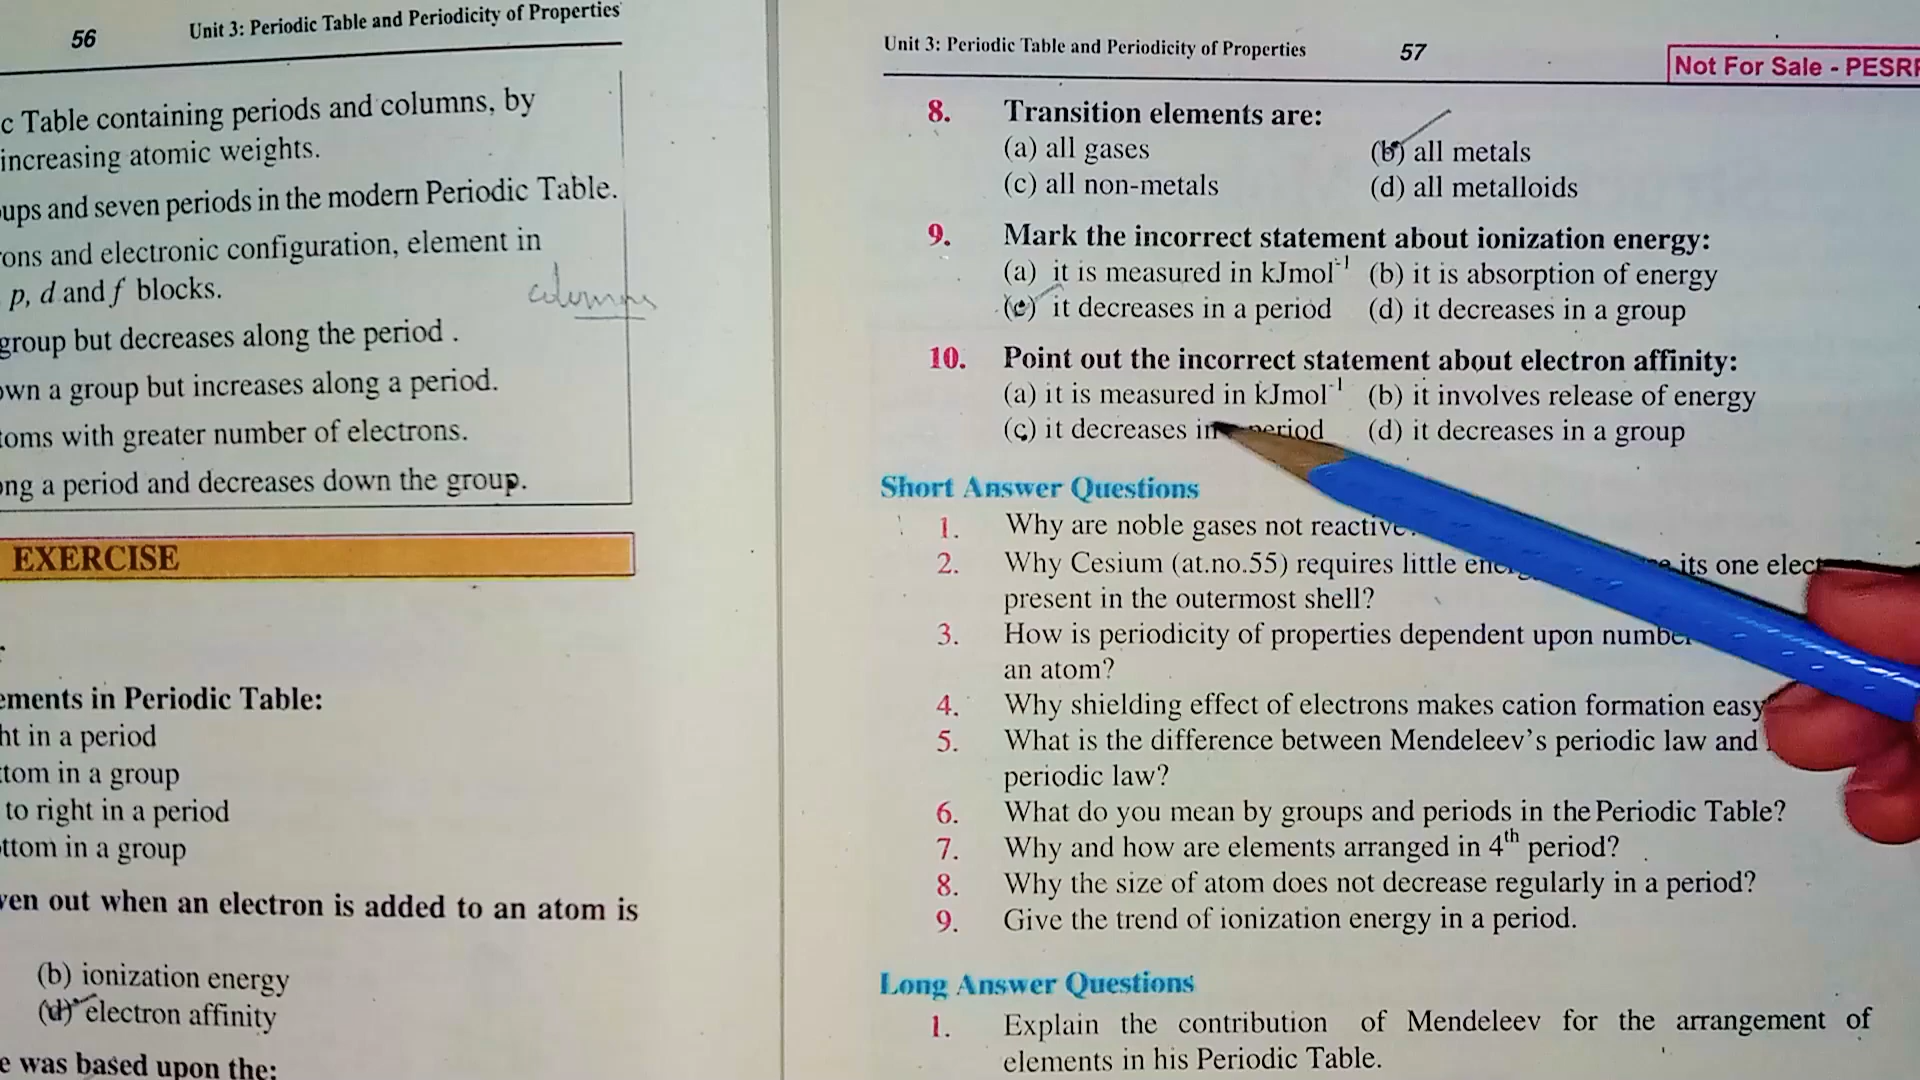 56 Unit 3: Periodic Table and Periodicity of Properties
c Table containing periods and columns, by
increasing atomic weights.
ups and seven periods in the modern Periodic Table.
ons and electronic configuration, element in
p, d and f blocks.
columns
group but decreases along the period .
own a group but increases along a period.
toms with greater number of electrons.
ong a period and decreases down the group.
EXERCISE
ements in Periodic Table:
ht in a period
ttom in a group
to right in a period
ottom in a group
ven out when an electron is added to an atom is
(b) ionization energy
(d) electron affinity
e was based upon the:
Unit 3: Periodic Table and Periodicity of Properties 57
Not For Sale - PESRP
8. Transition elements are:
(a) all gases (b) all metals
(c) all non-metals (d) all metalloids
9. Mark the incorrect statement about ionization energy:
(a) it is measured in kJmol⁻¹ (b) it is absorption of energy
(c) it decreases in a period (d) it decreases in a group
10. Point out the incorrect statement about electron affinity:
(a) it is measured in kJmol⁻¹ (b) it involves release of energy
(c) it decreases in period (d) it decreases in a group
Short Answer Questions
1. Why are noble gases not reactive
2. Why Cesium (at.no.55) requires little its one elect
present in the outermost shell?
3. How is periodicity of properties dependent upon number
an atom?
4. Why shielding effect of electrons makes cation formation easy
5. What is the difference between Mendeleev's periodic law and
periodic law?
6. What do you mean by groups and periods in the Periodic Table?
7. Why and how are elements arranged in 4th period?
8. Why the size of atom does not decrease regularly in a period?
9. Give the trend of ionization energy in a period.
Long Answer Questions
1. Explain the contribution of Mendeleev for the arrangement of
elements in his Periodic Table.